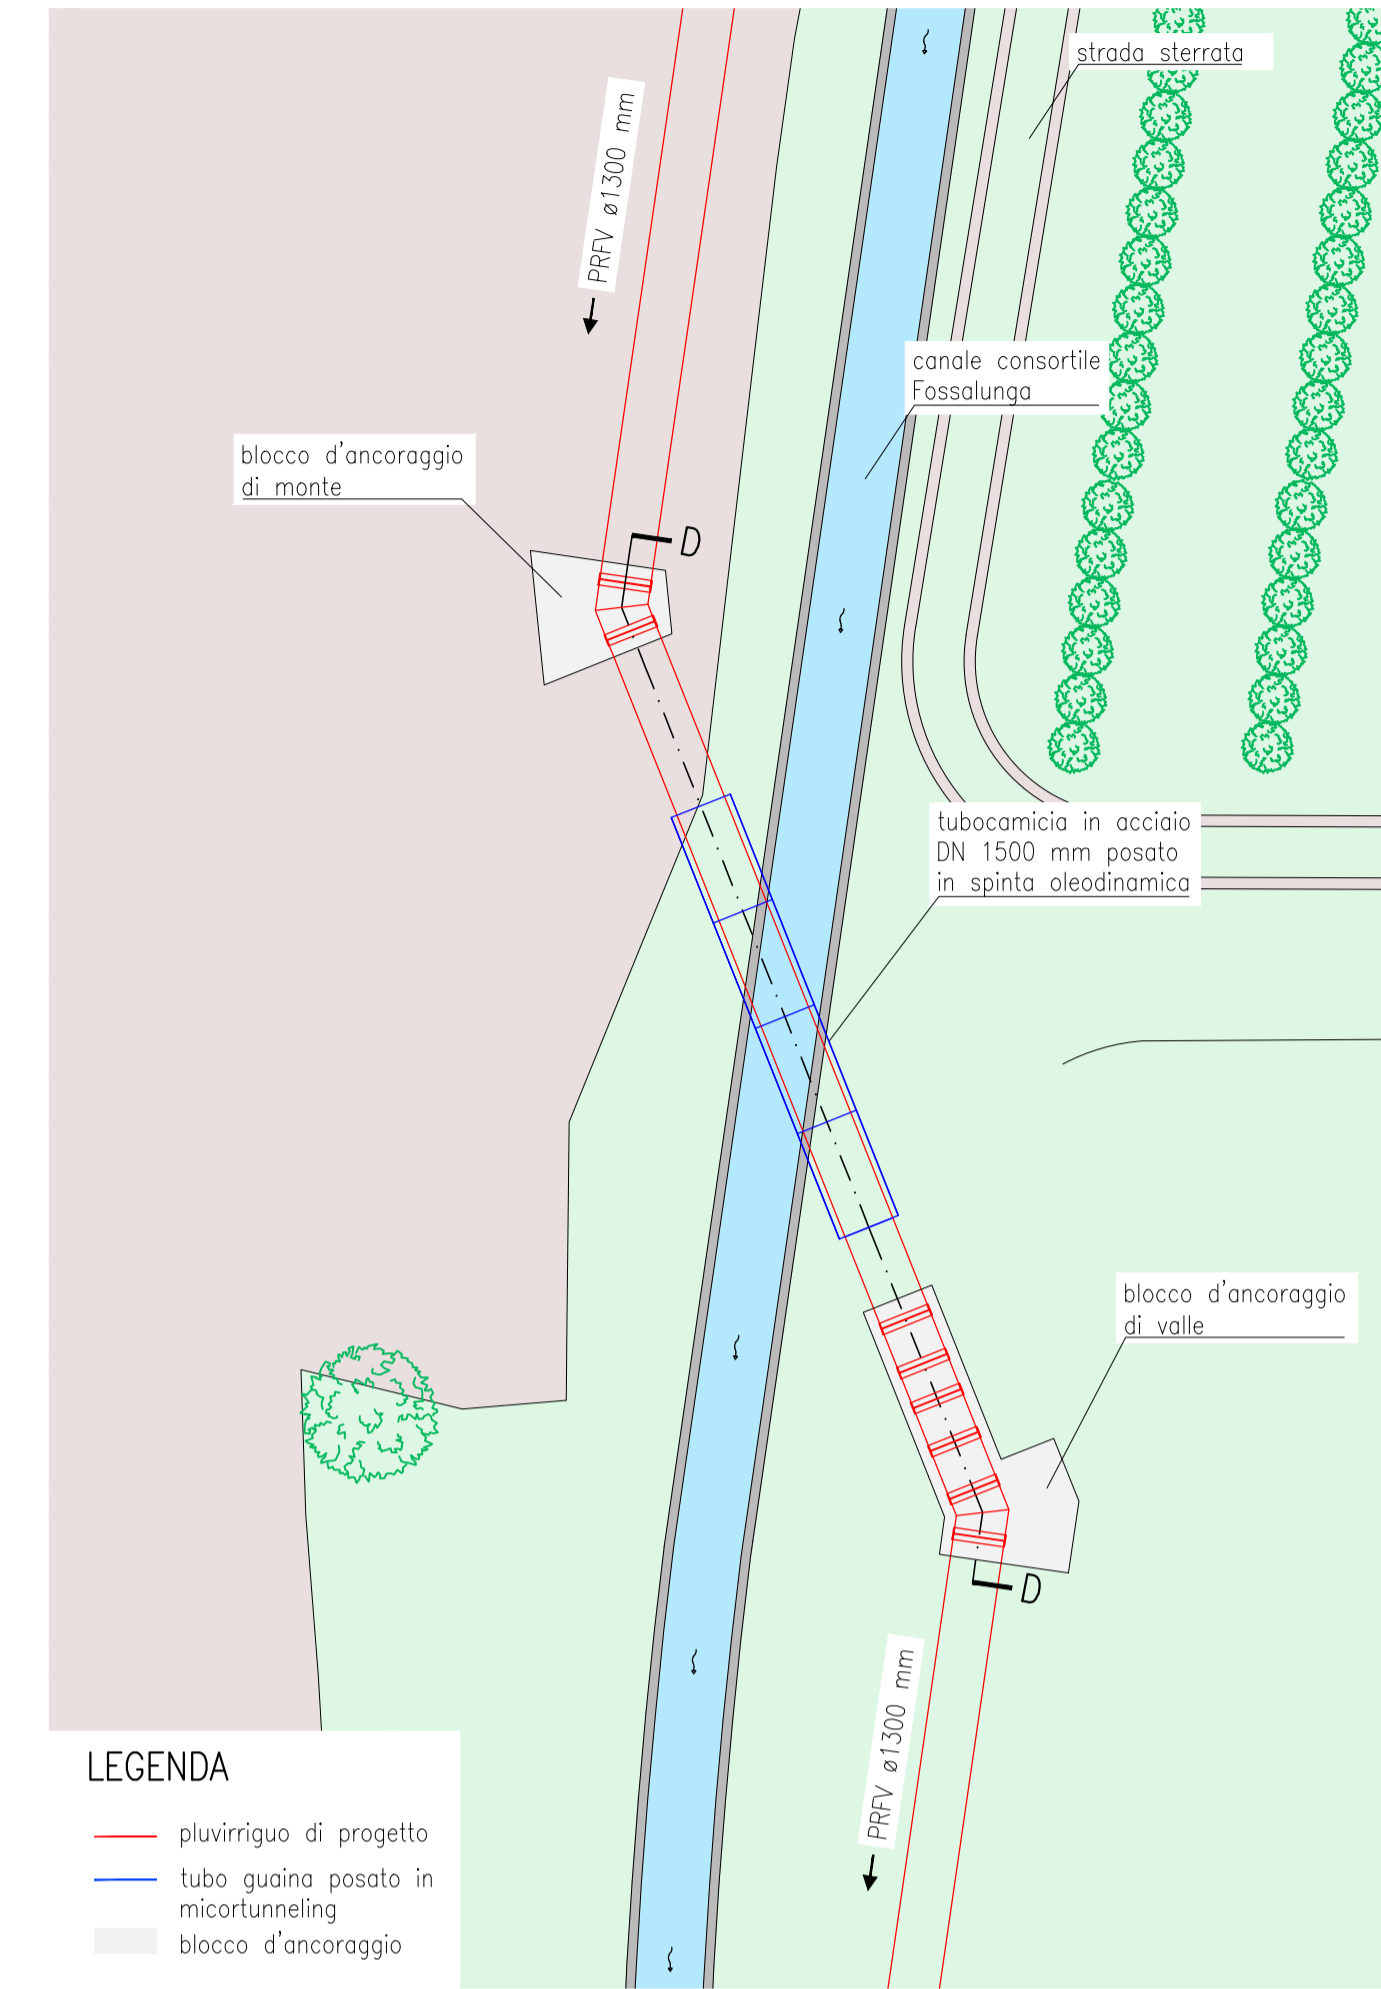 strada sterrata
PRFV ø1300 mm
canale consortile
Fossalunga
blocco d'ancoraggio
di monte
D
tubocamicia in acciaio
DN 1500 mm posato
in spinta oleodinamica
blocco d'ancoraggio
di valle
D
PRFV ø1300 mm
LEGENDA
pluvirriguo di progetto
tubo guaina posato in
micortunneling
blocco d'ancoraggio